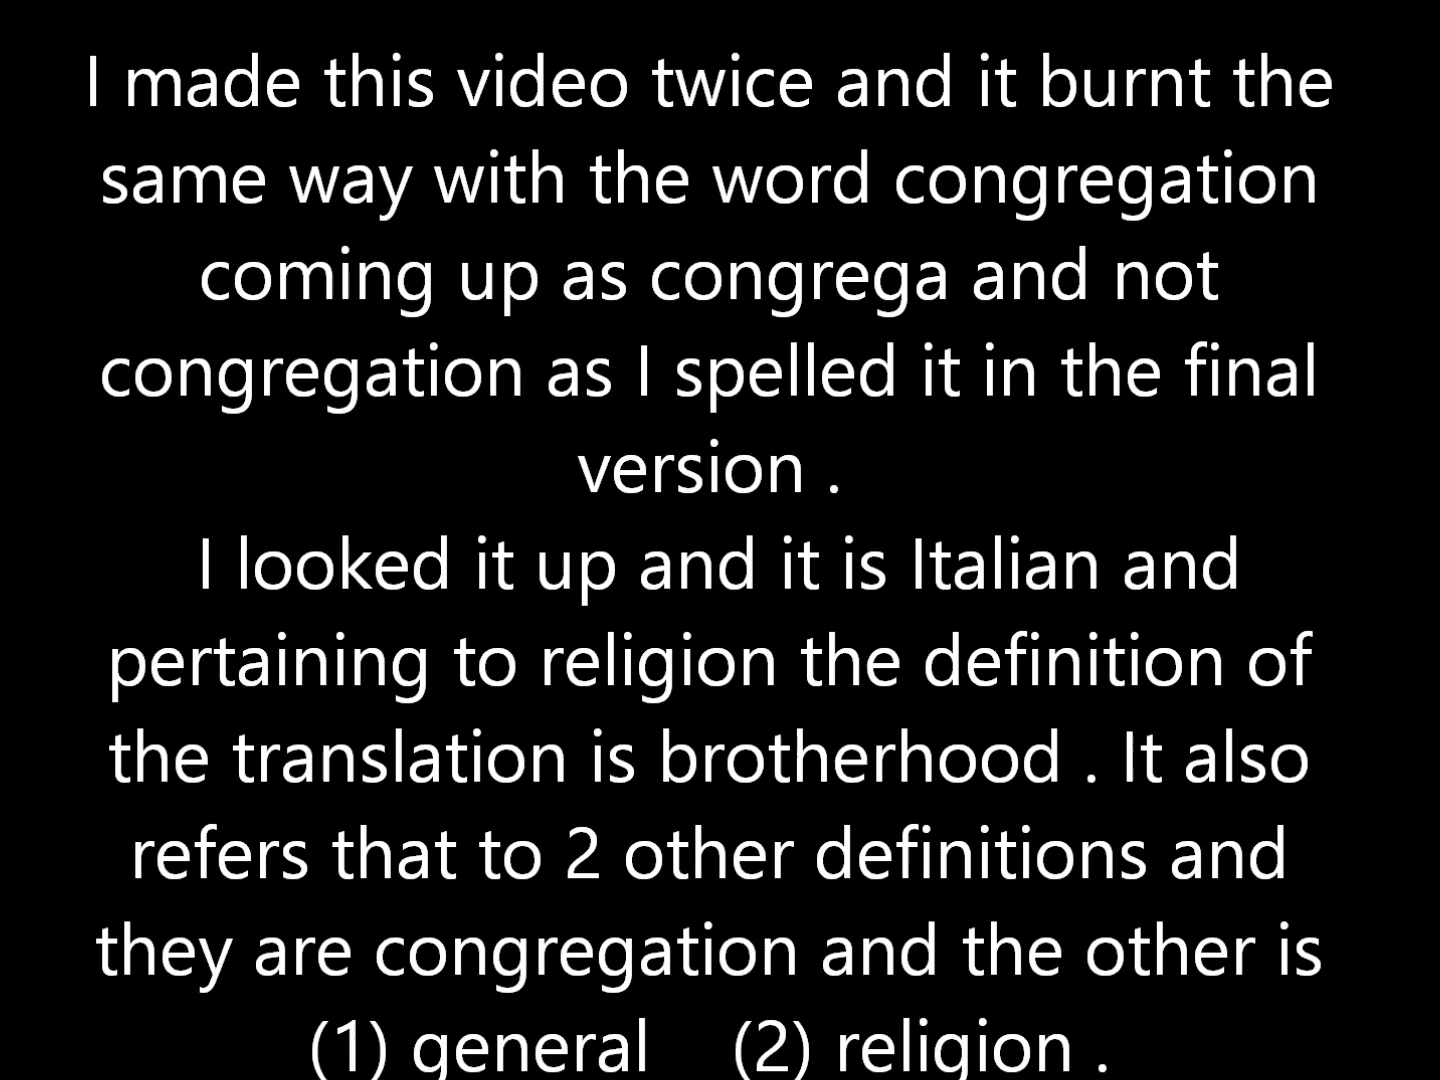 I made this video twice and it burnt the
same way with the word congregation
coming up as congrega and not
congregation as I spelled it in the final
version .
I looked it up and it is Italian and
pertaining to religion the definition of
the translation is brotherhood . It also
refers that to 2 other definitions and
they are congregation and the other is
(1) general (2) religion .